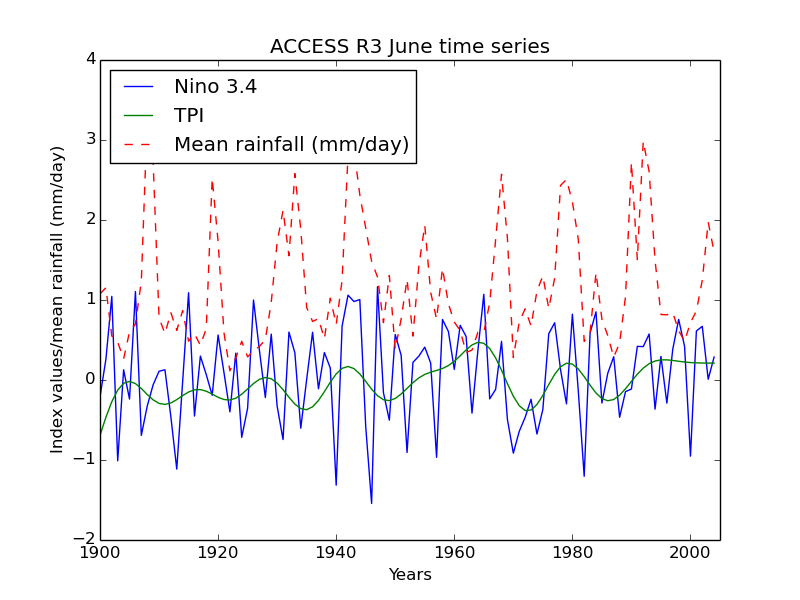 ACCESS R3 June time series
Nino 3.4
TPI
Mean rainfall (mm/day)
Index values/mean rainfall (mm/day)
4
3
2
1
0
−1
−2
1900 1920 1940 1960 1980 2000
Years